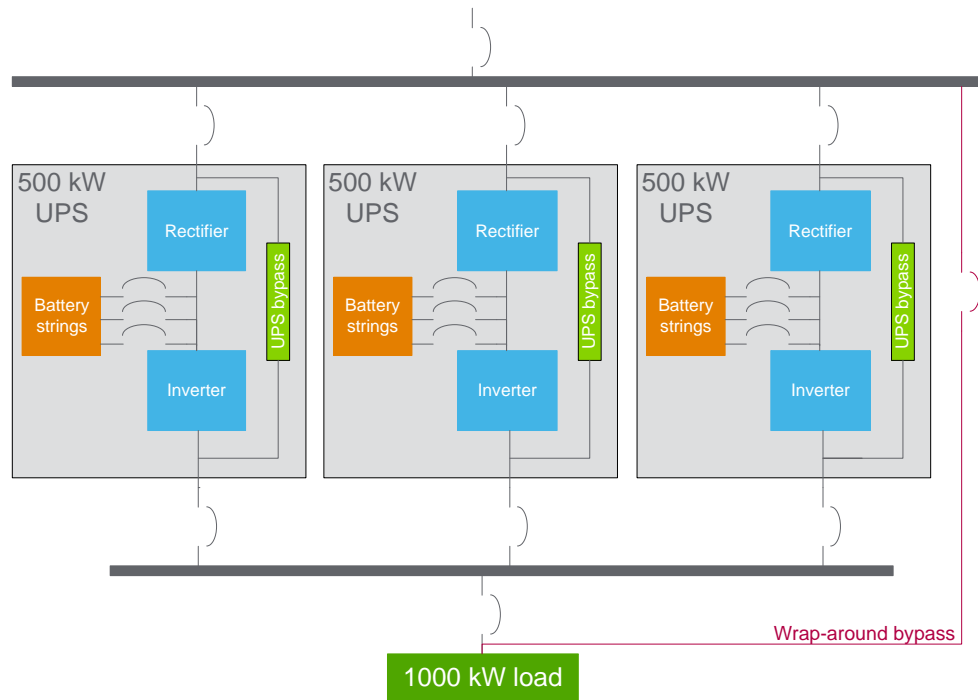 500 kW
UPS
Rectifier
Battery
strings
UPS bypass
Inverter
500 kW
UPS
Rectifier
Battery
strings
UPS bypass
Inverter
500 kW
UPS
Rectifier
Battery
strings
UPS bypass
Inverter
Wrap-around bypass
1000 kW load